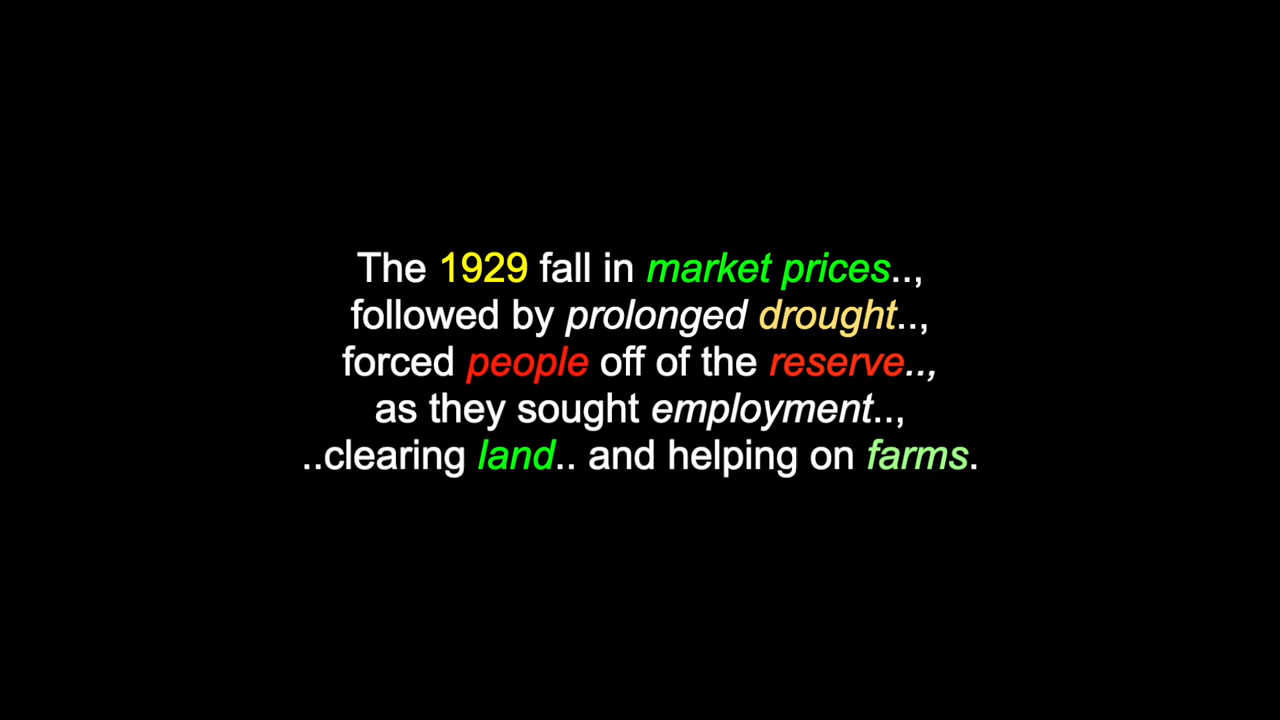 The 1929 fall in market prices..,
followed by prolonged drought..,
forced people off of the reserve..,
as they sought employment..,
..clearing land.. and helping on farms.